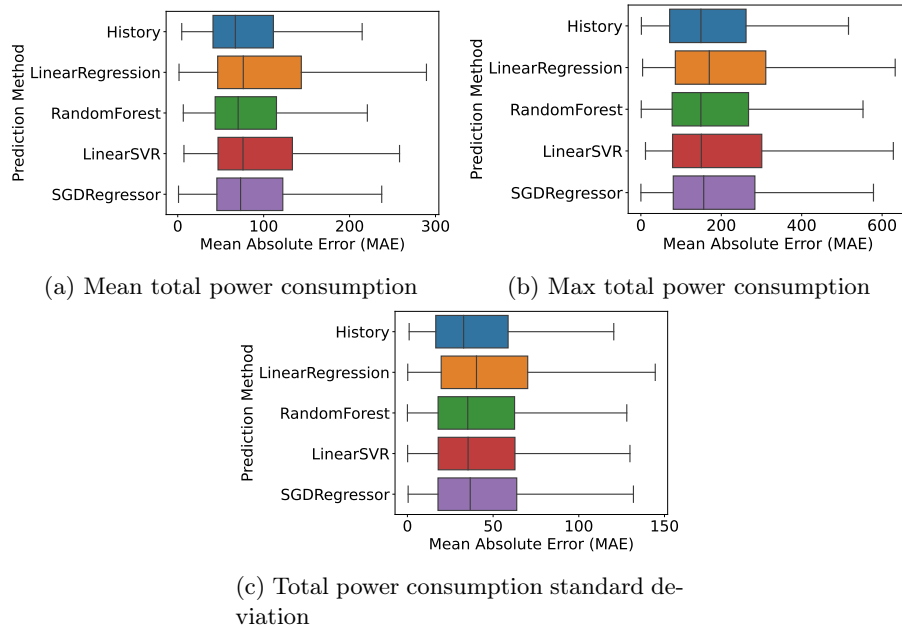 Prediction Method
History
LinearRegression
RandomForest
LinearSVR
SGDRegressor
0 100 200 300
Mean Absolute Error (MAE)
(a) Mean total power consumption
Prediction Method
History
LinearRegression
RandomForest
LinearSVR
SGDRegressor
0 200 400 600
Mean Absolute Error (MAE)
(b) Max total power consumption
Prediction Method
History
LinearRegression
RandomForest
LinearSVR
SGDRegressor
0 50 100 150
Mean Absolute Error (MAE)
(c) Total power consumption standard de-
viation